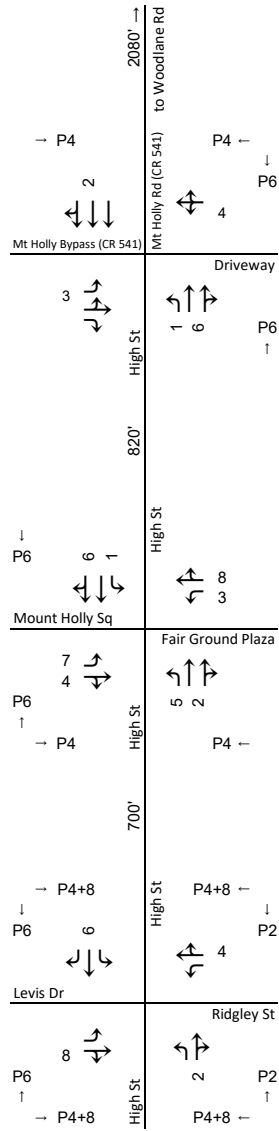 2080' →
to Woodlane Rd
→ P4
P4 ←
↓
P6
2
Mt Holly Rd (CR 541)
4
Mt Holly Bypass (CR 541)
Driveway
3
High St
1 6
P6
↑
820'
High St
↓
P6
6 1
8
3
Mount Holly Sq
Fair Ground Plaza
7
4
5 2
P6
↑
High St
→ P4
P4 ←
700'
High St
→ P4+8
P4+8 ←
↓
P6
↓
P2
6
4
Levis Dr
Ridgley St
8
2
P6
↑
P2
↑
High St
→ P4+8
P4+8 ←